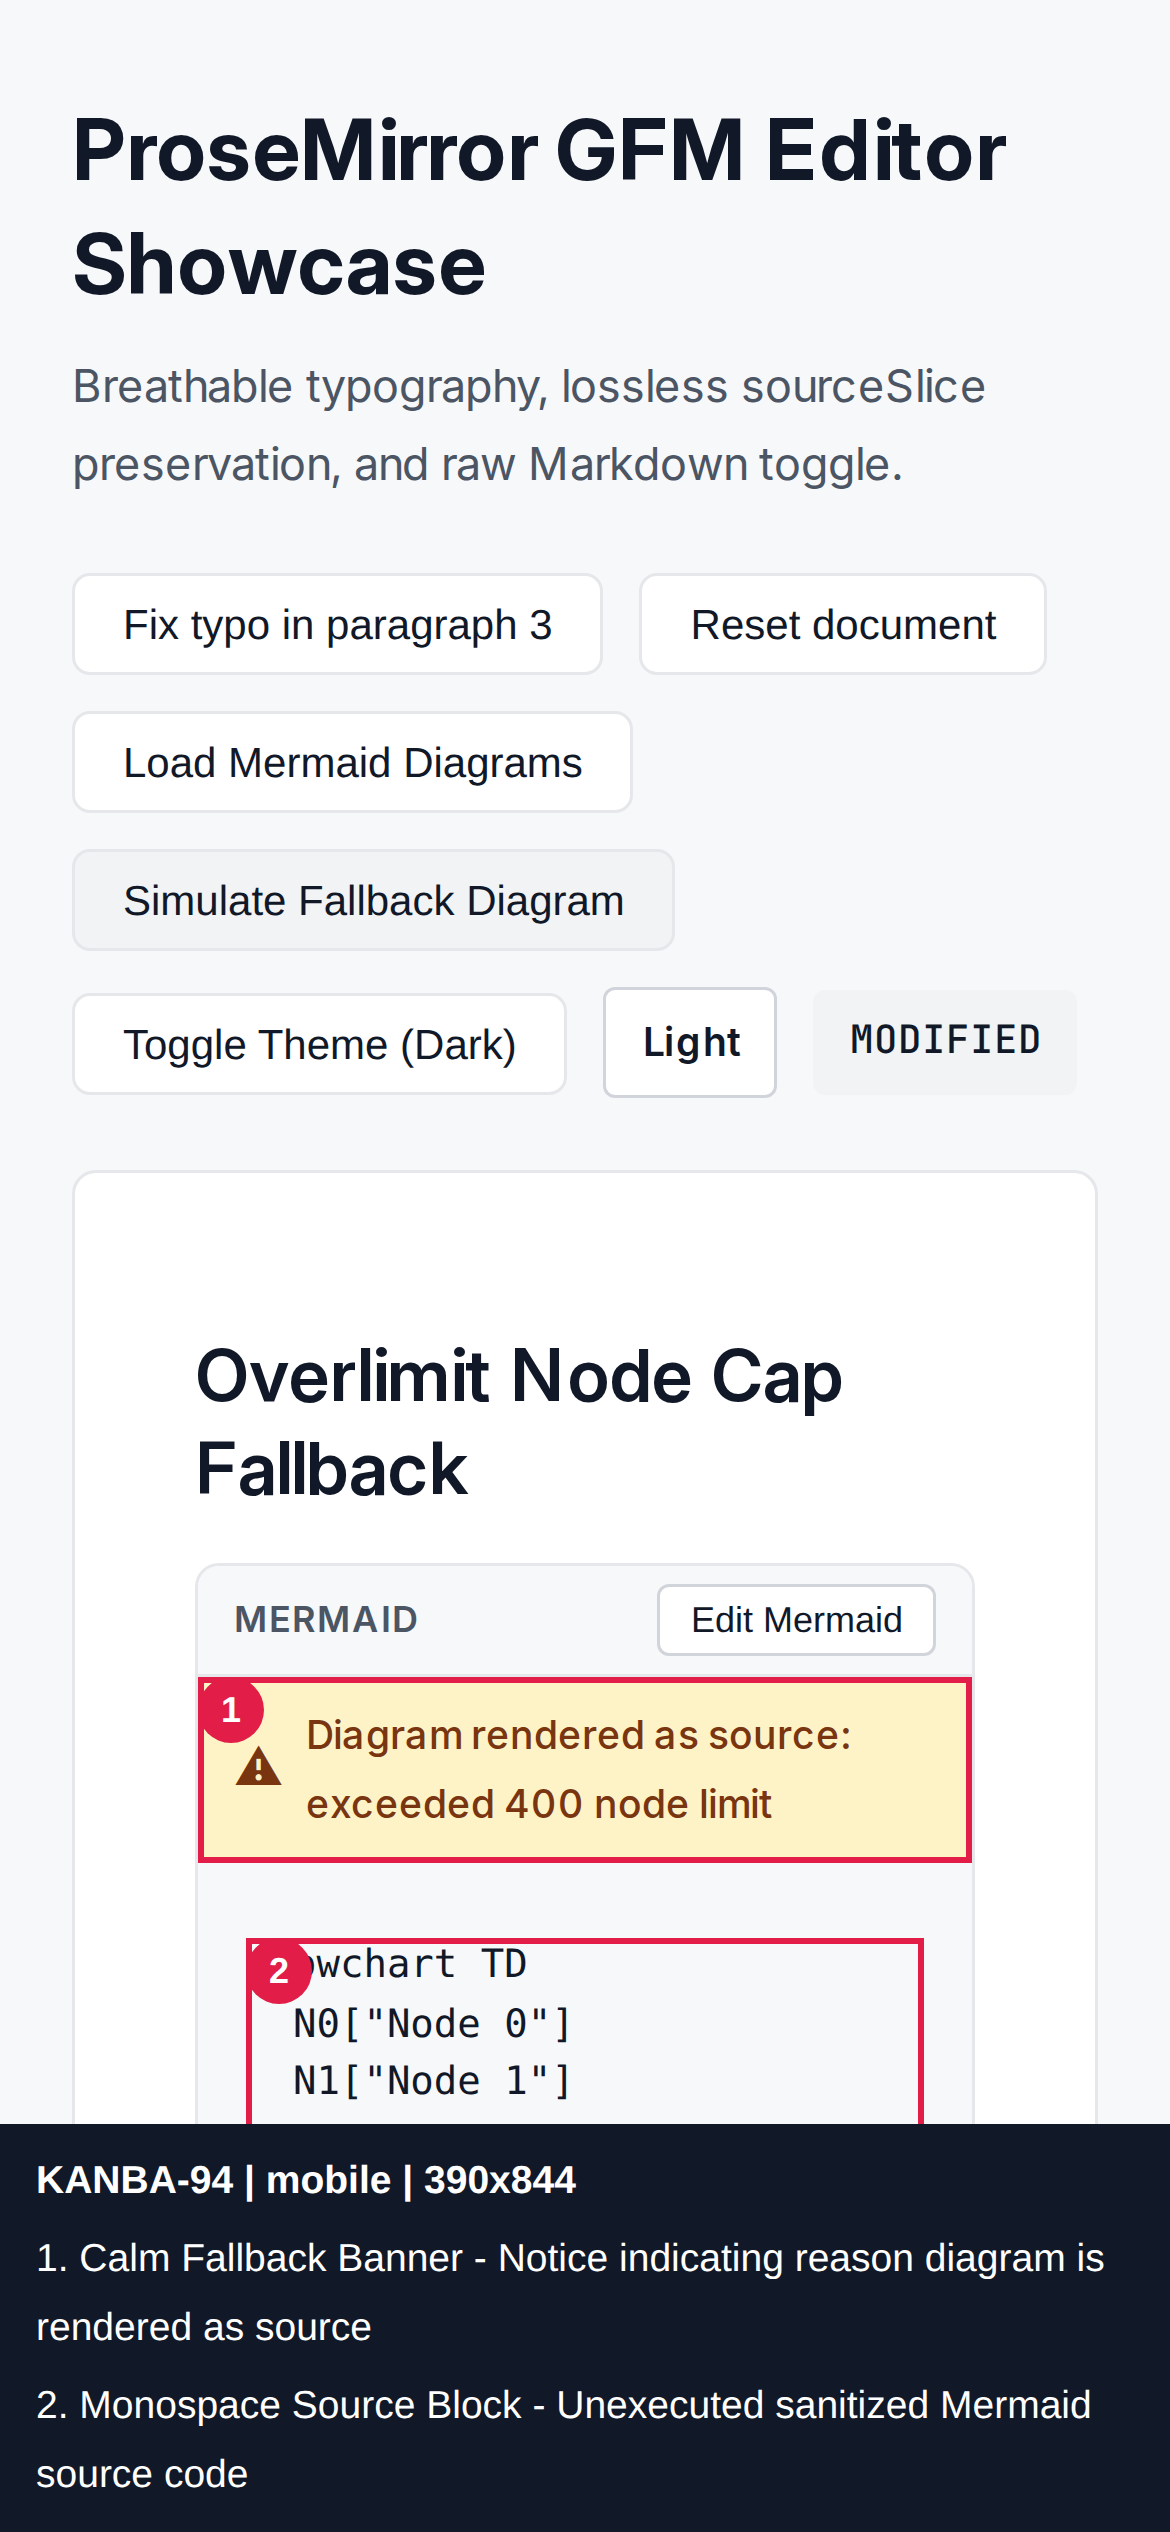 ProseMirror GFM Editor
Showcase
Breathable typography, lossless sourceSlice
preservation, and raw Markdown toggle.
Fix typo in paragraph 3
Reset document
Load Mermaid Diagrams
Simulate Fallback Diagram
Toggle Theme (Dark)
Light
MODIFIED
Overlimit Node Cap
Fallback
MERMAID
Edit Mermaid
1
Diagram rendered as source:
exceeded 400 node limit
2
owchart TD
N0["Node 0"]
N1["Node 1"]
KANBA-94 | mobile | 390x844
1. Calm Fallback Banner - Notice indicating reason diagram is
rendered as source
2. Monospace Source Block - Unexecuted sanitized Mermaid
source code